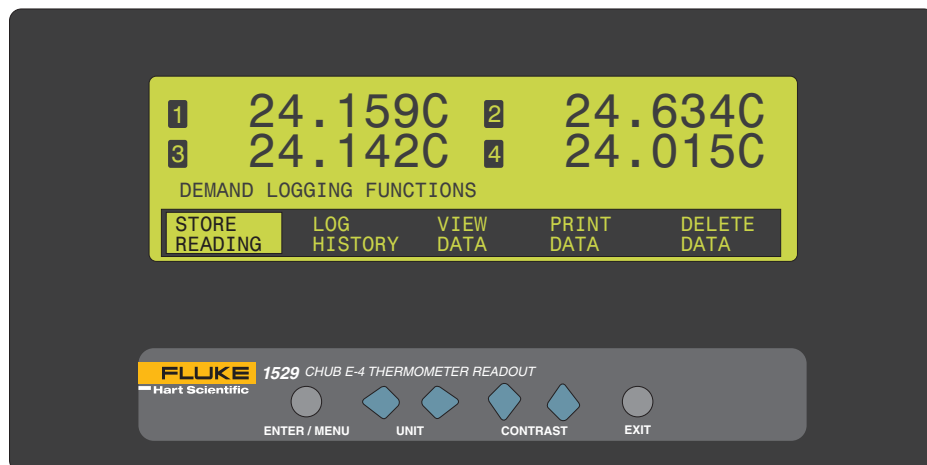 1 24.159C 2 24.634C
3 24.142C 4 24.015C
DEMAND LOGGING FUNCTIONS
STORE READING
LOG HISTORY
VIEW DATA
PRINT DATA
DELETE DATA
FLUKE
Hart Scientific
1529 CHUB E-4 THERMOMETER READOUT
ENTER / MENU UNIT CONTRAST EXIT